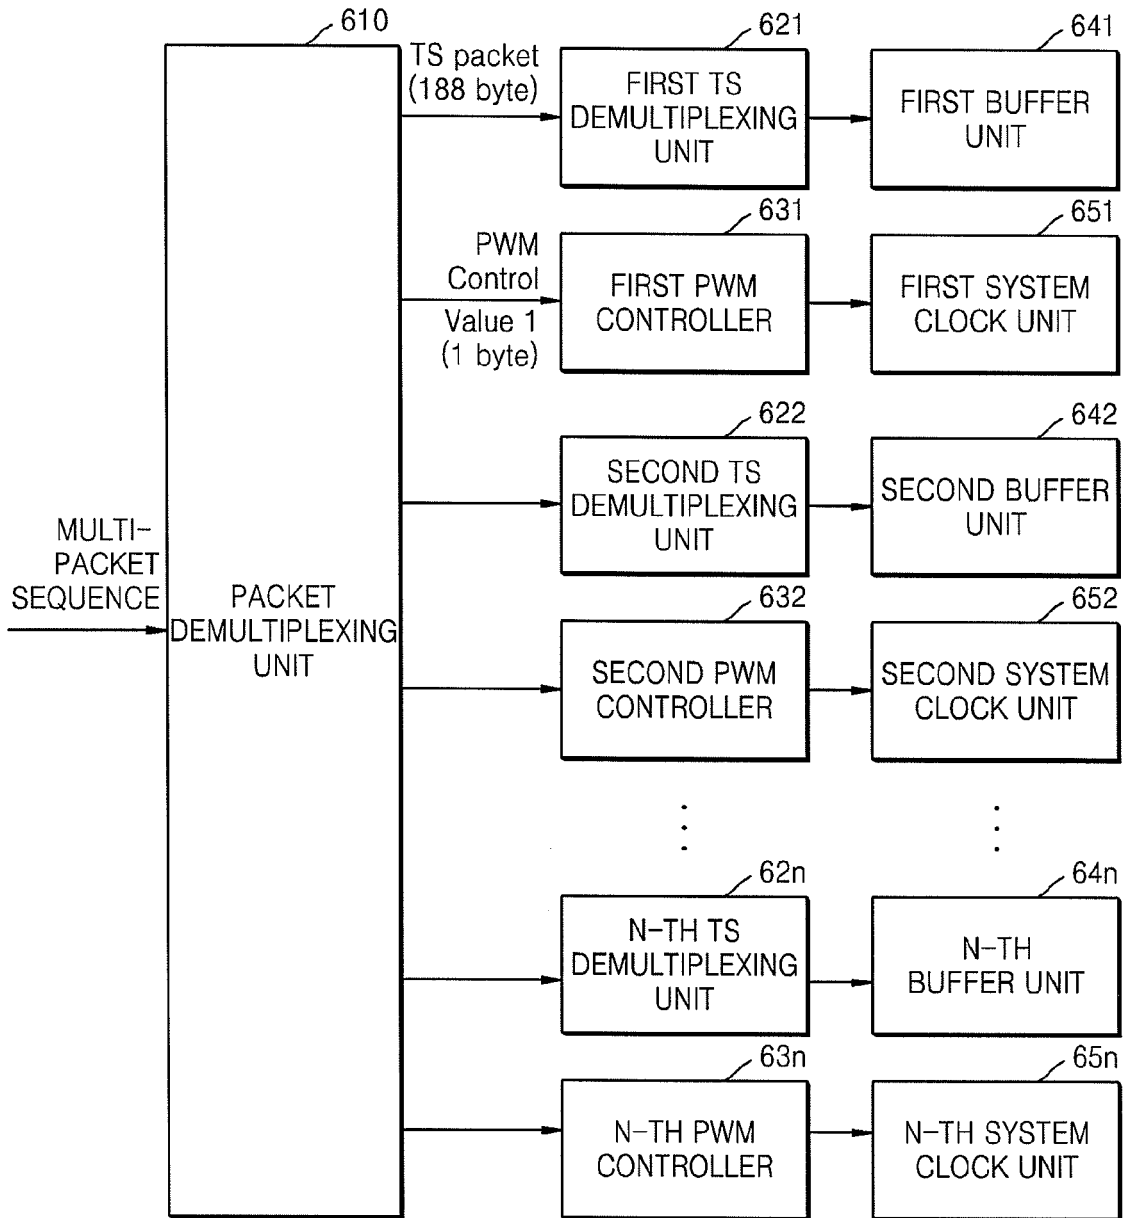 610
TS packet
(188 byte)
621
FIRST TS
DEMULTIPLEXING
UNIT
641
FIRST BUFFER
UNIT
PWM
Control
Value 1
(1 byte)
631
FIRST PWM
CONTROLLER
651
FIRST SYSTEM
CLOCK UNIT
622
SECOND TS
DEMULTIPLEXING
UNIT
642
SECOND BUFFER
UNIT
MULTI-
PACKET
SEQUENCE
PACKET
DEMULTIPLEXING
UNIT
632
SECOND PWM
CONTROLLER
652
SECOND SYSTEM
CLOCK UNIT
62n
N-TH TS
DEMULTIPLEXING
UNIT
64n
N-TH
BUFFER UNIT
63n
N-TH PWM
CONTROLLER
65n
N-TH SYSTEM
CLOCK UNIT